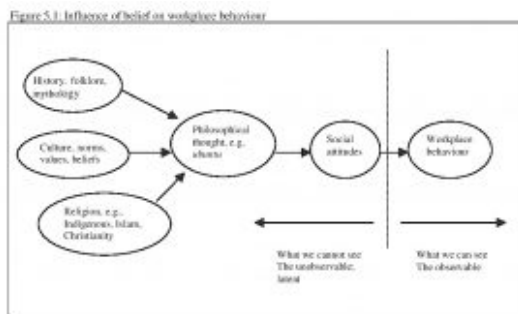 Figure 5.1: Influence of belief on workplace behaviour
History, folklore,
mythology
Culture, norms,
values, beliefs
Religion, e.g.,
Indigenous, Islam,
Christianity
Philosophical
thought, e.g.,
ubuntu
Social
attitudes
Workplace
behaviour
What we cannot see
The unobservable,
latent
What we can see
The observable